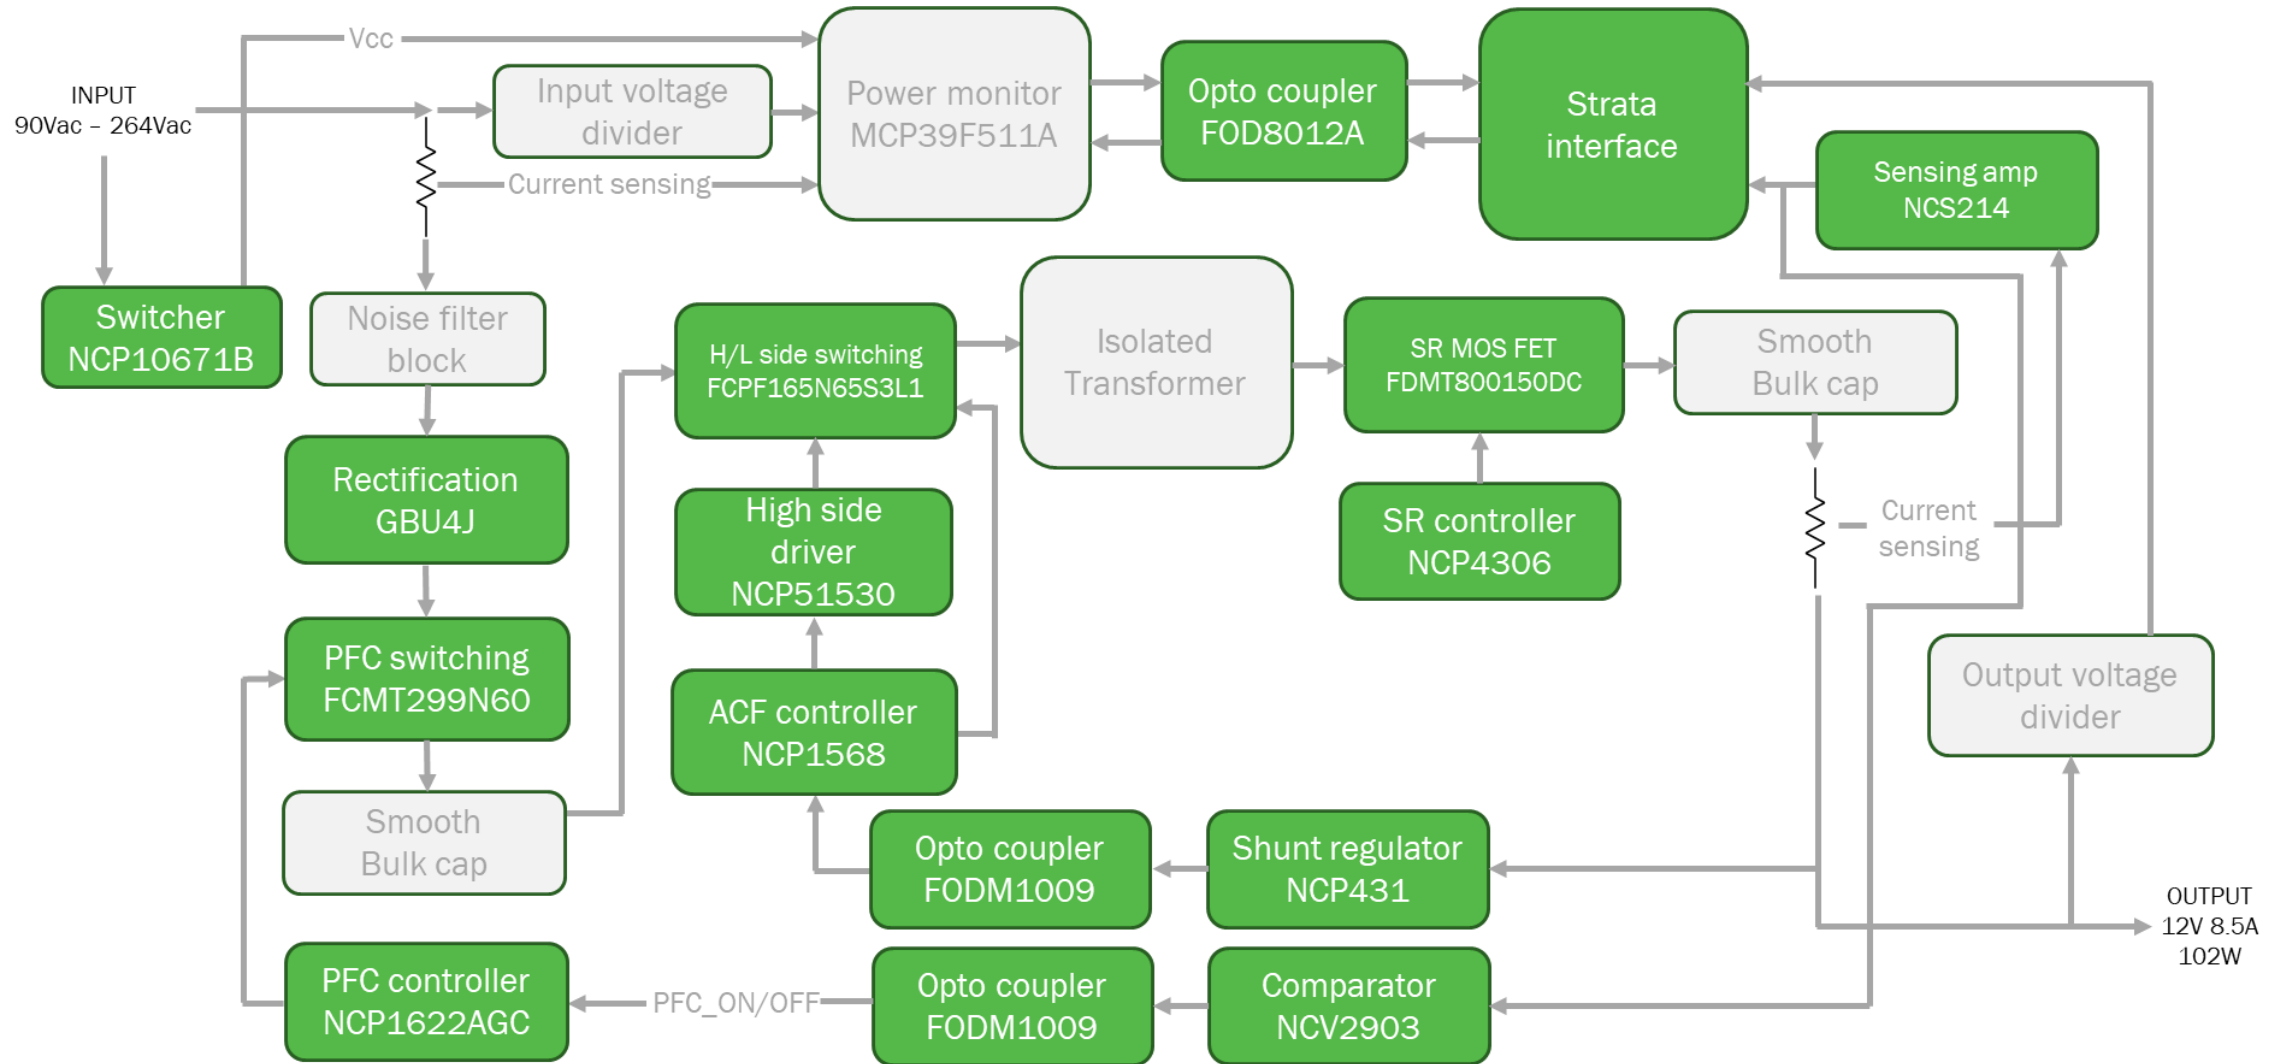 Vcc
INPUT
90Vac – 264Vac
Input voltage
divider
Current sensing
Power monitor
MCP39F511A
Opto coupler
FOD8012A
Strata
interface
Sensing amp
NCS214
Switcher
NCP10671B
Noise filter
block
H/L side switching
FCPF165N65S3L1
Isolated
Transformer
SR MOS FET
FDMT800150DC
Smooth
Bulk cap
Rectification
GBU4J
High side
driver
NCP51530
SR controller
NCP4306
Current
sensing
PFC switching
FCMT299N60
ACF controller
NCP1568
Output voltage
divider
Smooth
Bulk cap
Opto coupler
FODM1009
Shunt regulator
NCP431
OUTPUT
12V 8.5A
102W
PFC controller
NCP1622AGC
PFC_ON/OFF
Opto coupler
FODM1009
Comparator
NCV2903